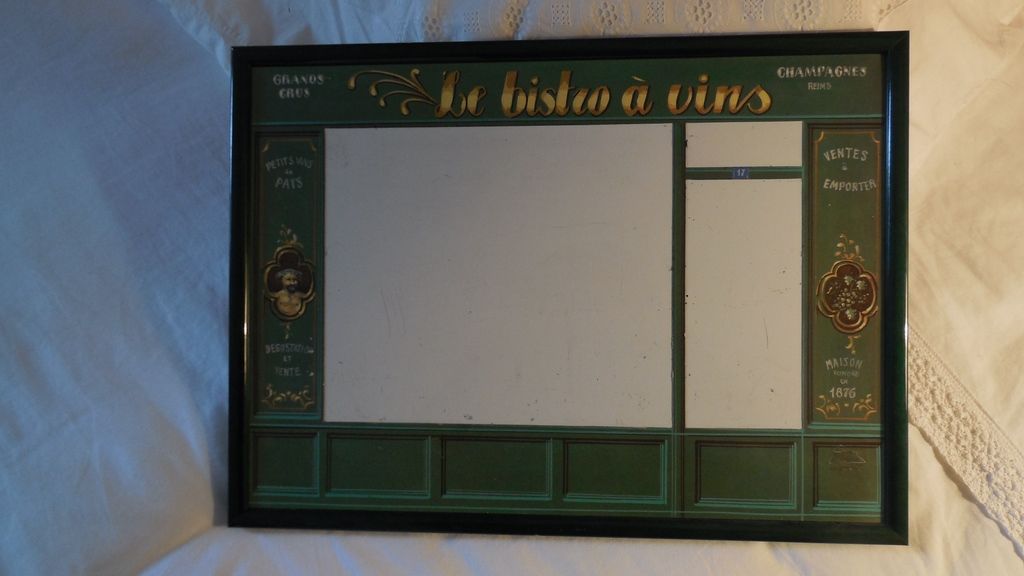 GRANDS
CRUS
Le bistro à vins
CHAMPAGNES
REIMS
PETITS VINS
de
PAYS
DEGUSTATION
ET
VENTE
17
VENTES
à
EMPORTER
MAISON
FONDÉE
EN
1876